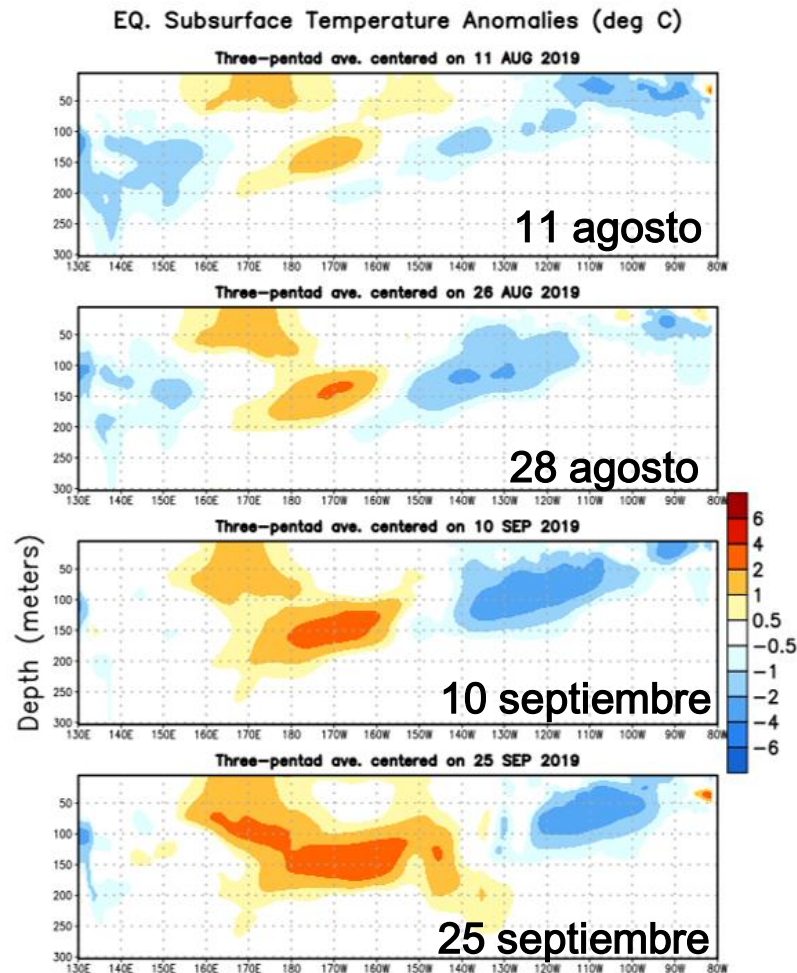 EQ. Subsurface Temperature Anomalies (deg C)
Three-pentad ave. centered on 11 AUG 2019
50
100
150
200
250
300
11 agosto
130E 140E 150E 160E 170E 180 170W 160W 150W 140W 130W 120W 110W 100W 90W 80W
Three-pentad ave. centered on 26 AUG 2019
50
100
150
200
250
300
28 agosto
130E 140E 150E 160E 170E 180 170W 160W 150W 140W 130W 120W 110W 100W 90W 80W
Three-pentad ave. centered on 10 SEP 2019
50
100
150
200
250
300
10 septiembre
130E 140E 150E 160E 170E 180 170W 160W 150W 140W 130W 120W 110W 100W 90W 80W
Three-pentad ave. centered on 25 SEP 2019
50
100
150
200
250
300
25 septiembre
130E 140E 150E 160E 170E 180 170W 160W 150W 140W 130W 120W 110W 100W 90W 80W
Depth (meters)
6
4
2
1
0.5
-0.5
-1
-2
-4
-6